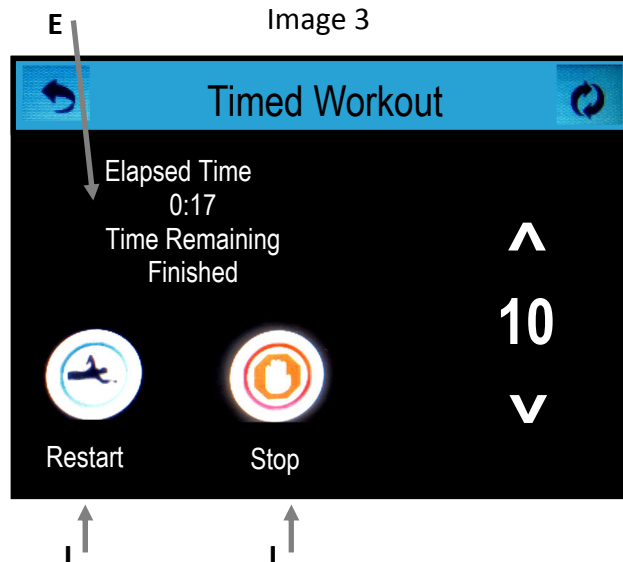 E
Image 3
Timed Workout
Elapsed Time
0:17
Time Remaining
Finished
10
Restart
Stop